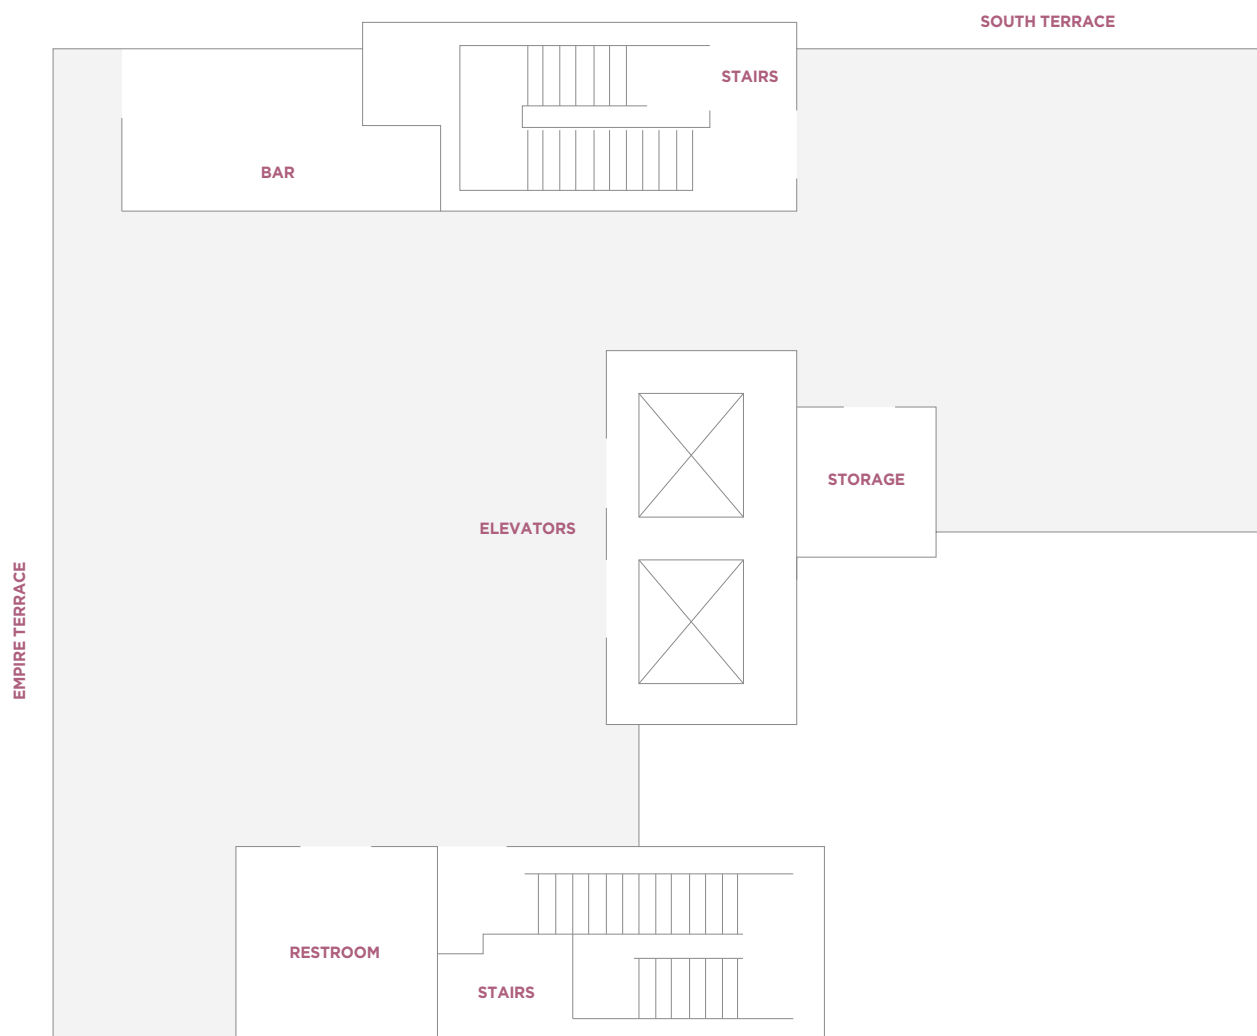 SOUTH TERRACE
STAIRS
BAR
STORAGE
ELEVATORS
EMPIRE TERRACE
RESTROOM
STAIRS